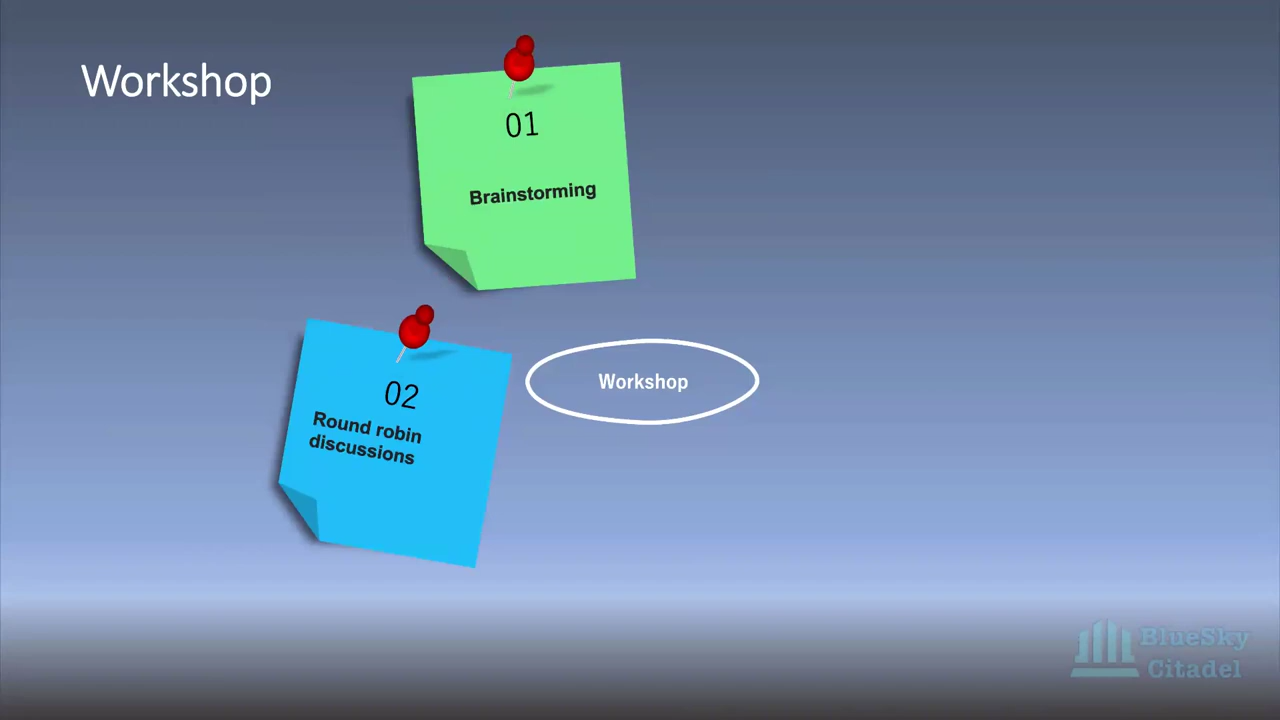 Workshop
01
Brainstorming
02
Round robin
discussions
Workshop
BlueSky
Citadel